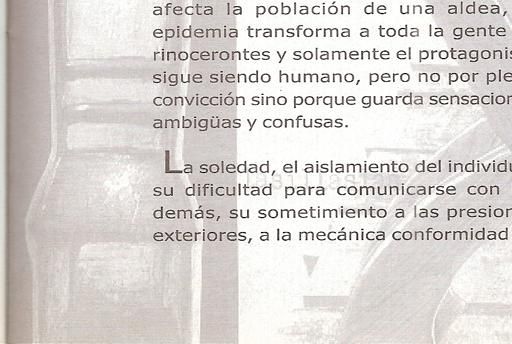 afecta la población de una aldea,
epidemia transforma a toda la gente
rinocerontes y solamente el protagonis
sigue siendo humano, pero no por ple
convicción sino porque guarda sensacion
ambigüas y confusas.
La soledad, el aislamiento del individu
su dificultad para comunicarse con
demás, su sometimiento a las presion
exteriores, a la mecánica conformidad